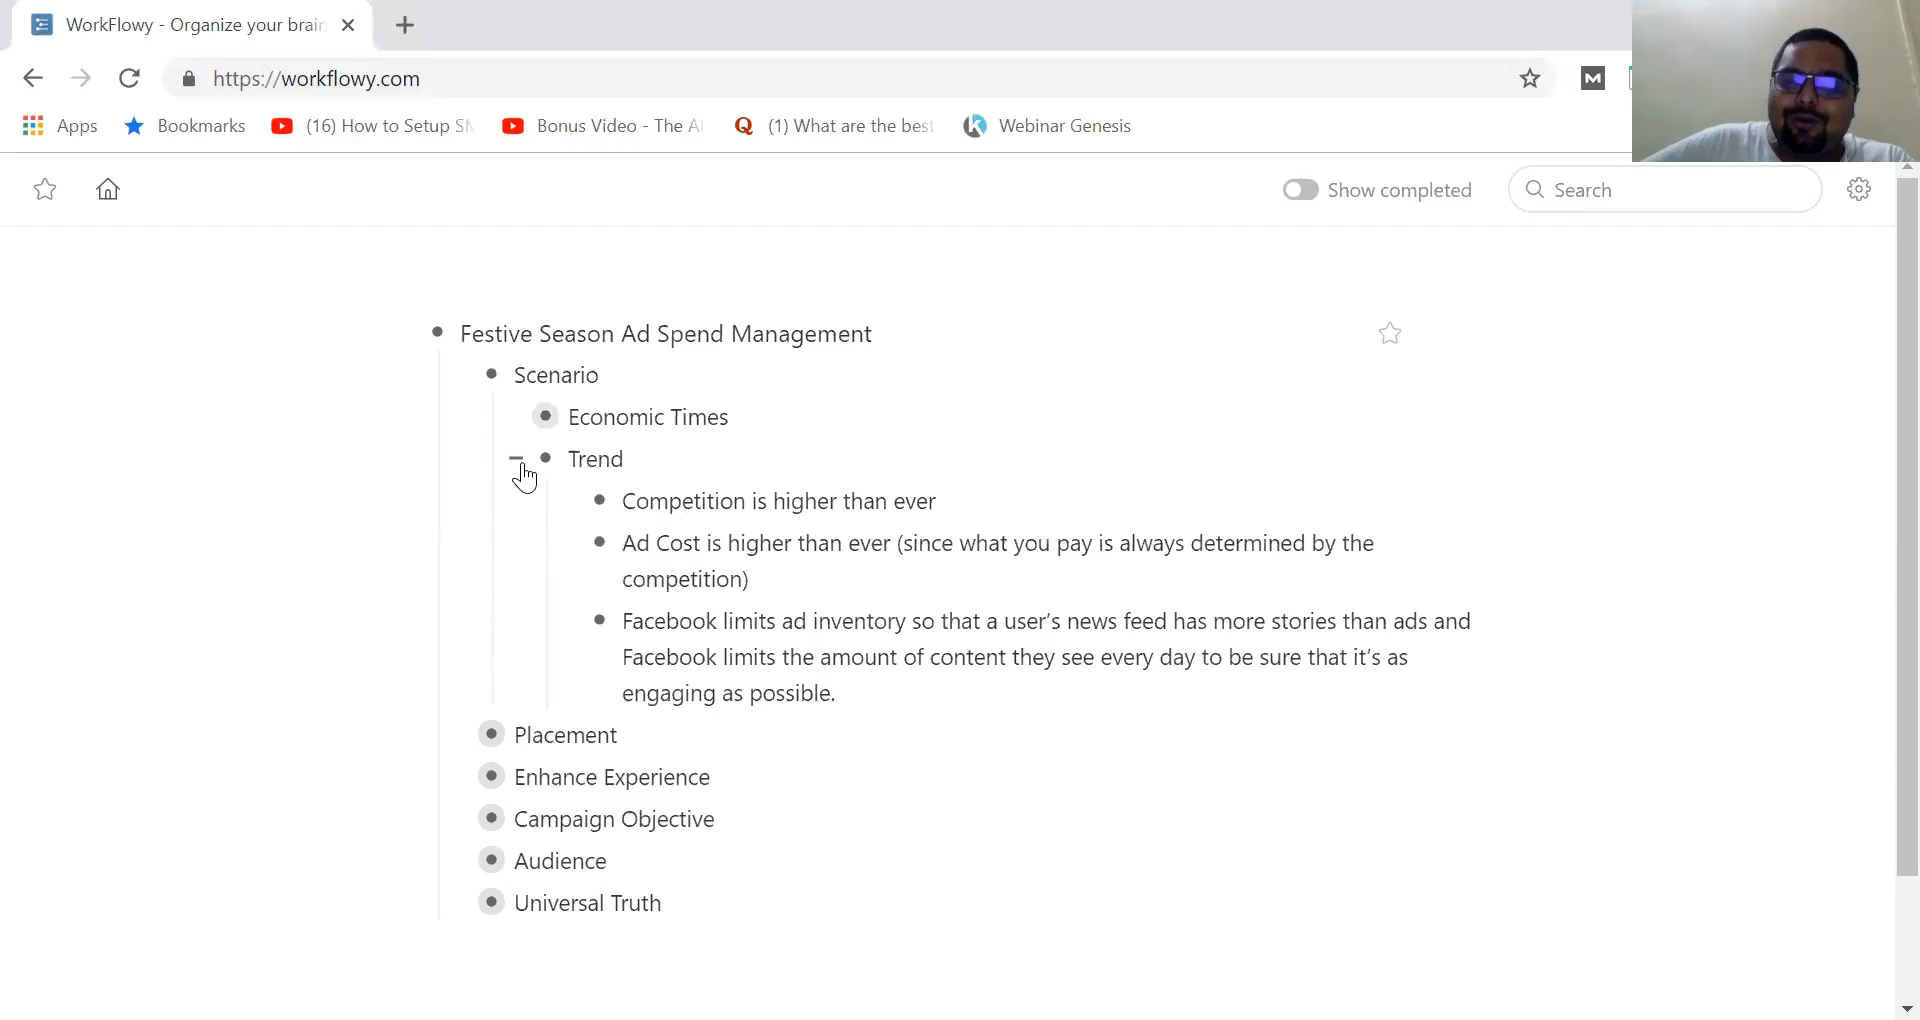 WorkFlowy - Organize your brain
https://workflowy.com
Apps
Bookmarks
(16) How to Setup SM
Bonus Video - The Al
(1) What are the best
Webinar Genesis
Show completed
Search
Festive Season Ad Spend Management
Scenario
Economic Times
Trend
Competition is higher than ever
Ad Cost is higher than ever (since what you pay is always determined by the
competition)
Facebook limits ad inventory so that a user’s news feed has more stories than ads and
Facebook limits the amount of content they see every day to be sure that it’s as
engaging as possible.
Placement
Enhance Experience
Campaign Objective
Audience
Universal Truth